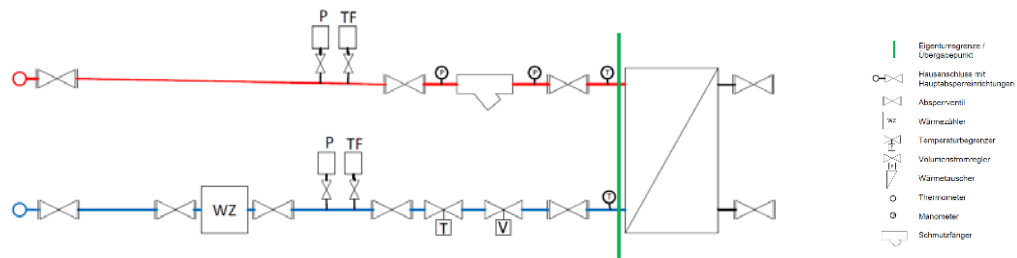 P TF
P
P
T
P TF
WZ
T
V
T
Eigentumsgrenze /
Übergabepunkt
Hausanschluss mit
Hauptabsperreinrichtungen
Absperrventil
WZ
Wärmezähler
Temperaturbegrenzer
Volumenstromregler
Wärmetauscher
Thermometer
Manometer
Schmutzfänger